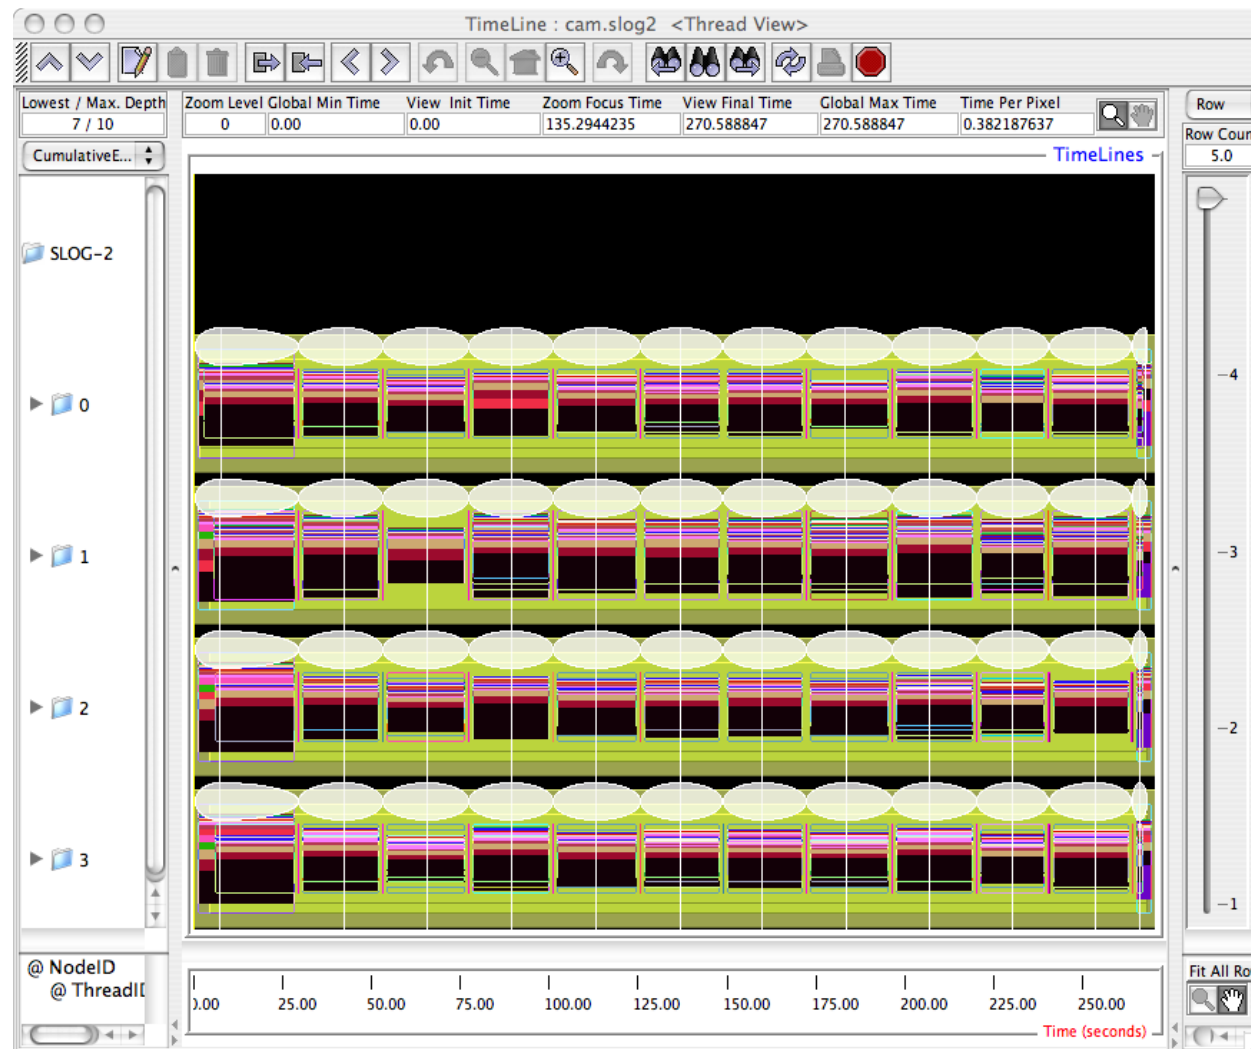 TimeLine : cam.slog2 <Thread View>
Lowest / Max. Depth
7 / 10
Zoom Level Global Min Time View Init Time Zoom Focus Time View Final Time Global Max Time Time Per Pixel
0 0.00 0.00 135.2944235 270.588847 270.588847 0.382187637
Row
Row Coun
5.0
CumulativeE...
TimeLines
SLOG-2
0
1
2
3
4
3
2
1
@ NodeID
@ ThreadI
0.00 25.00 50.00 75.00 100.00 125.00 150.00 175.00 200.00 225.00 250.00
Time (seconds)
Fit All Ro